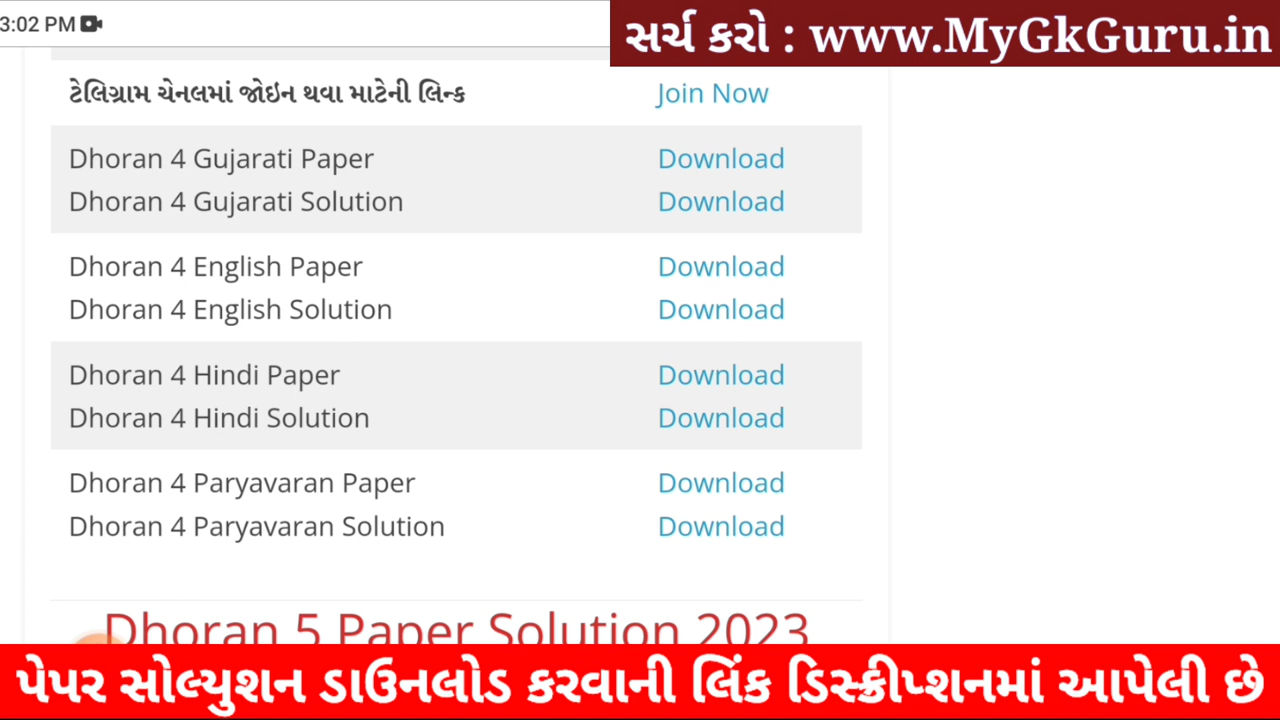 3:02 PM
સર્ચ કરો : www.MyGkGuru.in
ટેલિગ્રામ ચેનલમાં જોઇન થવા માટેની લિન્ક Join Now
Dhoran 4 Gujarati Paper Download
Dhoran 4 Gujarati Solution Download
Dhoran 4 English Paper Download
Dhoran 4 English Solution Download
Dhoran 4 Hindi Paper Download
Dhoran 4 Hindi Solution Download
Dhoran 4 Paryavaran Paper Download
Dhoran 4 Paryavaran Solution Download
Dhoran 5 Paper Solution 2023
પેપર સોલ્યુશન ડાઉનલોડ કરવાની લિંક ડિસ્ક્રીપ્શનમાં આપેલી છે